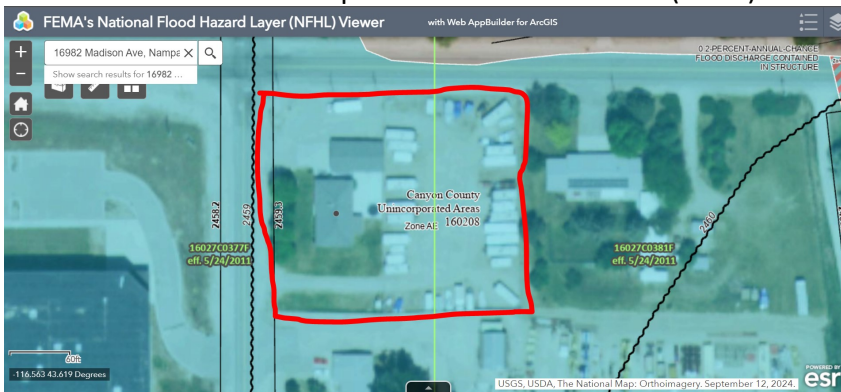 FEMA's National Flood Hazard Layer (NFHL) Viewer
with Web AppBuilder for ArcGIS
16982 Madison Ave, Nampa
Show search results for 16982 ...
0 2-PERCENT-ANNUAL-CHANCE
FLOOD DISCHARGE CONTAINED
IN STRUCTURE
2458.2
2459
2459.3
Canyon County
Unincorporated Areas
160208
Zone AE
16027C0377F
eff. 5/24/2011
16027C0381F
eff. 5/24/2011
2460
60ft
-116.563 43.619 Degrees
USGS, USDA, The National Map: Orthoimagery. September 12, 2024.
POWERED BY
esri